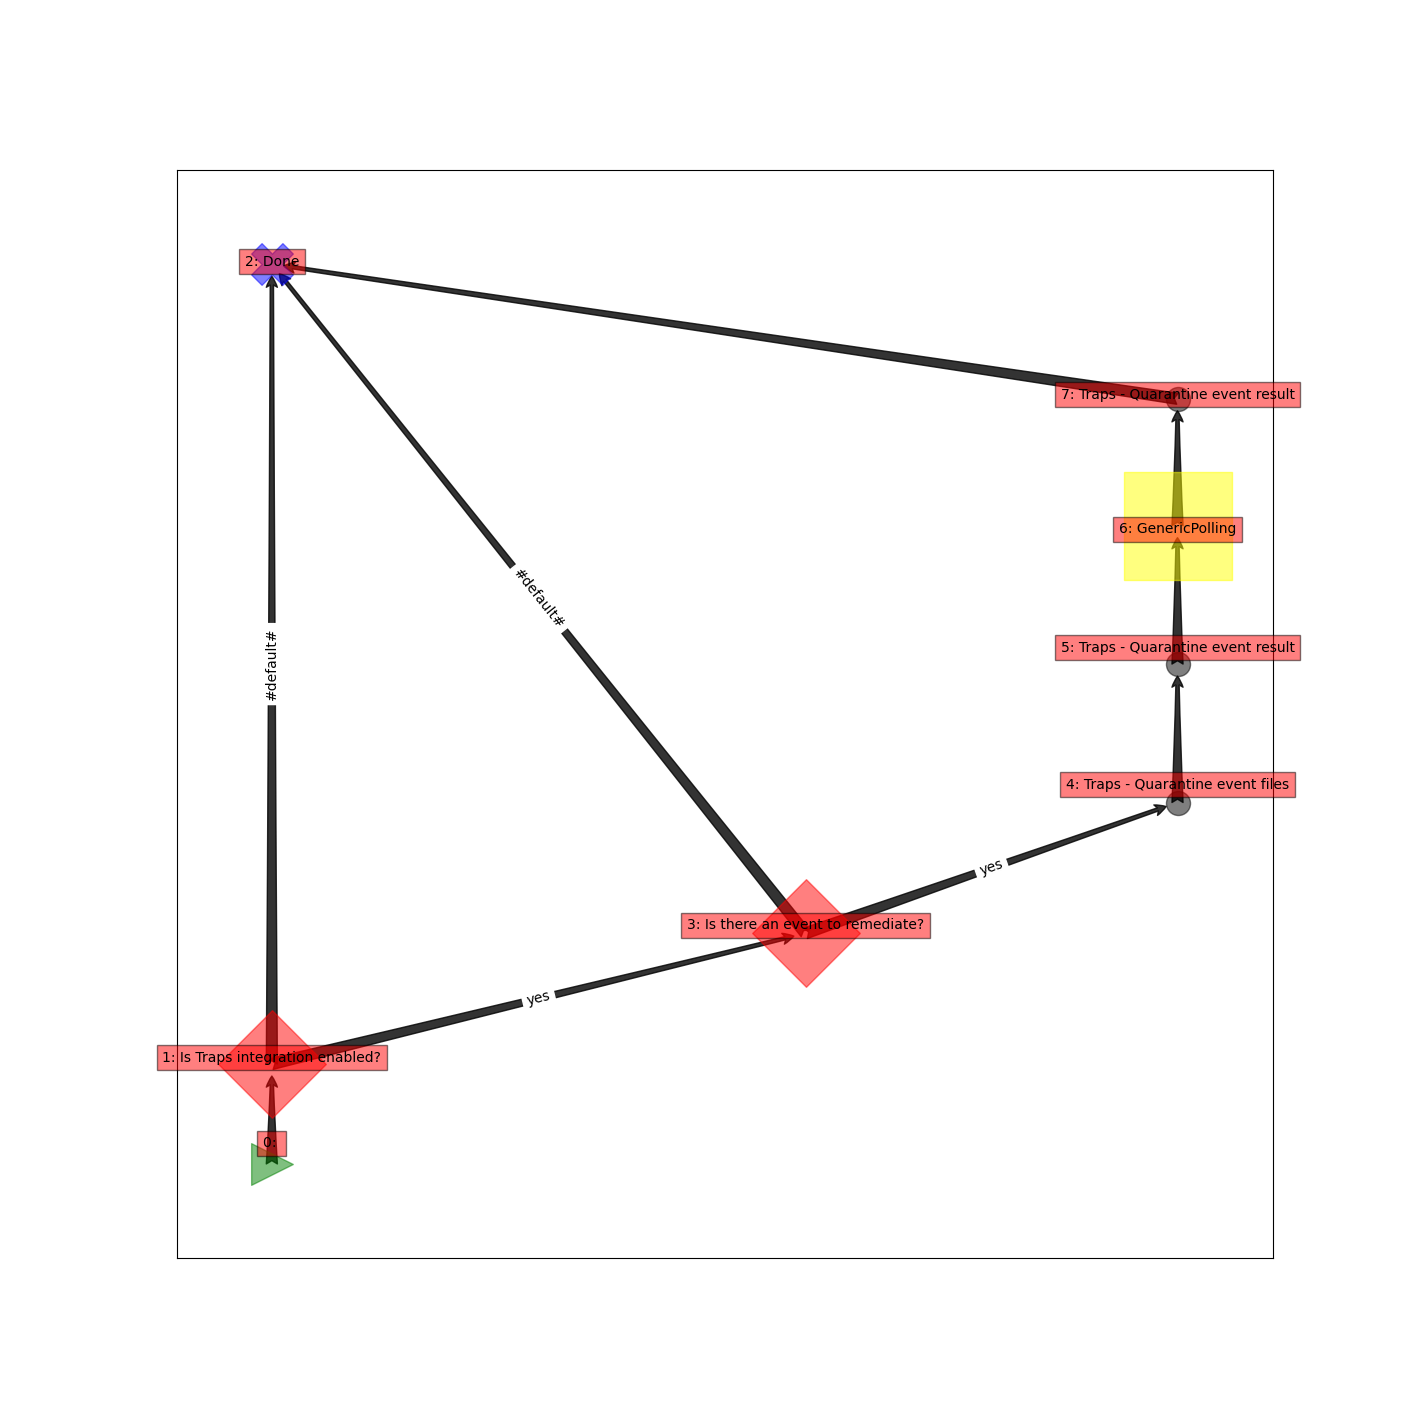 2: Done
7: Traps - Quarantine event result
6: GenericPolling
#default#
#default#
5: Traps - Quarantine event result
4: Traps - Quarantine event files
yes
3: Is there an event to remediate?
yes
1: Is Traps integration enabled?
0: